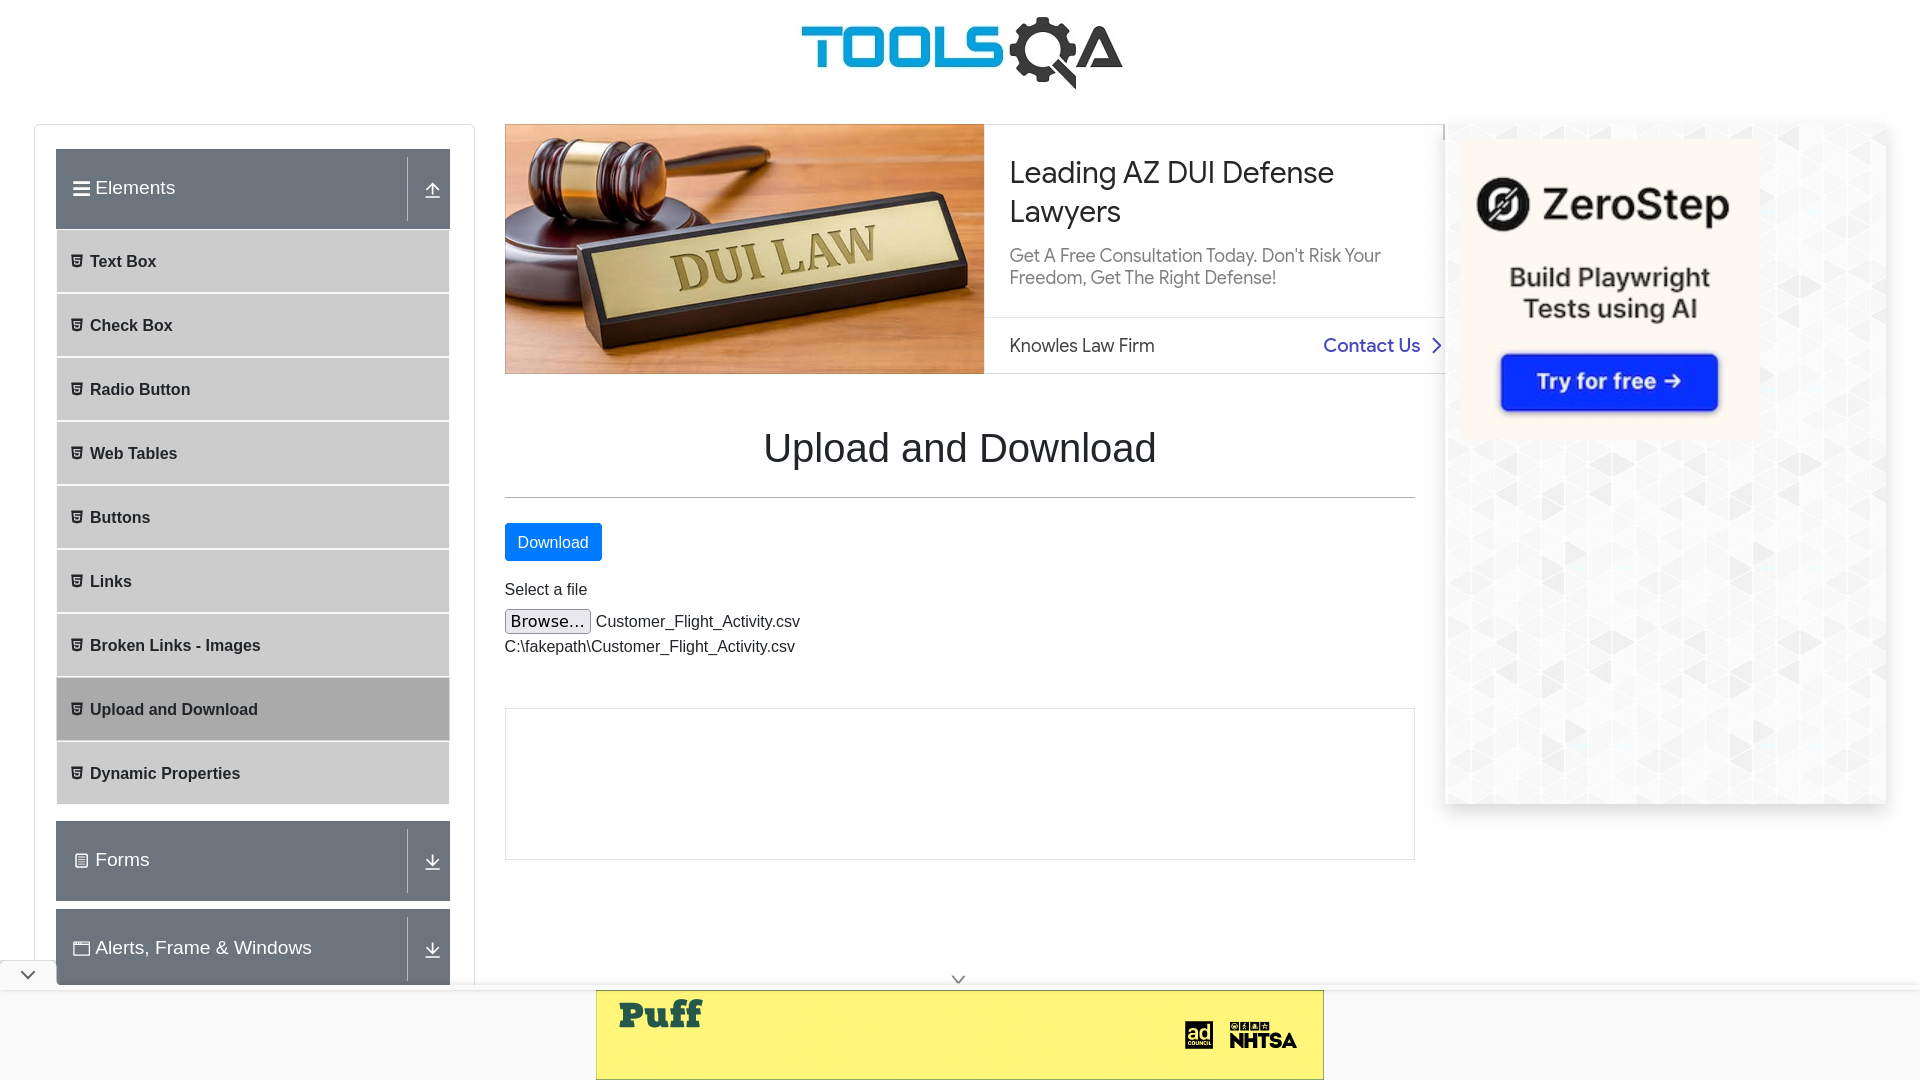 TOOLSQA
Elements
Text Box
Check Box
Radio Button
Web Tables
Buttons
Links
Broken Links - Images
Upload and Download
Dynamic Properties
Forms
Alerts, Frame & Windows
DUI LAW
Leading AZ DUI Defense
Lawyers
Get A Free Consultation Today. Don't Risk Your
Freedom, Get The Right Defense!
Knowles Law Firm
Contact Us
Upload and Download
Download
Select a file
Browse... Customer_Flight_Activity.csv
C:\fakepath\Customer_Flight_Activity.csv
ZeroStep
Build Playwright
Tests using AI
Try for free →
Puff
ad
COUNCIL
NHTSA